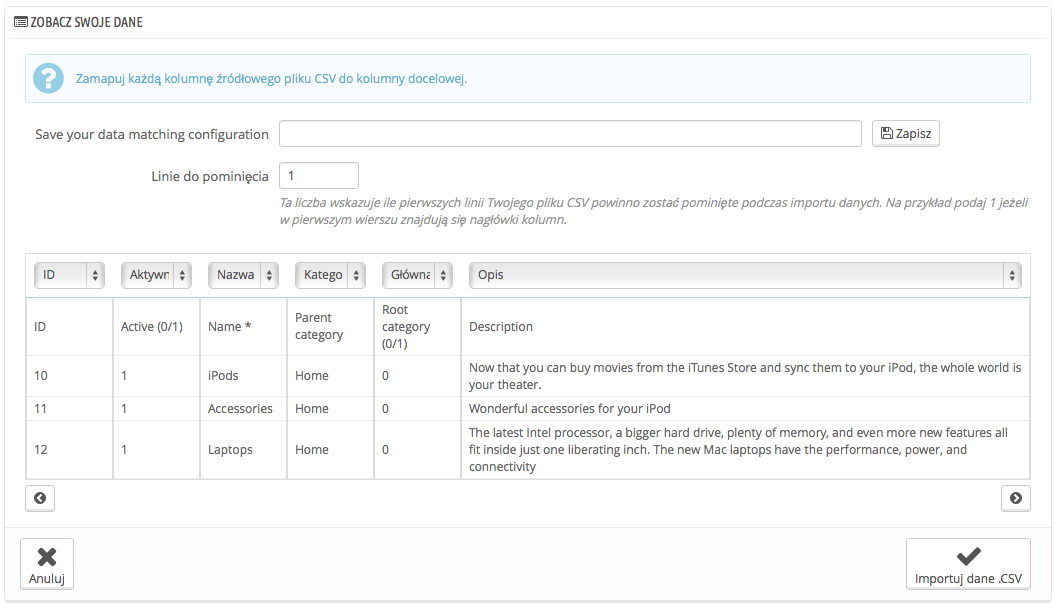 ZOBACZ SWOJE DANE
Zamapuj każdą kolumnę źródłowego pliku CSV do kolumny docelowej.
Save your data matching configuration
Zapisz
Linie do pominięcia
1
Ta liczba wskazuje ile pierwszych linii Twojego pliku CSV powinno zostać pominięte podczas importu danych. Na przykład podaj 1 jeżeli
w pierwszym wierszu znajdują się nagłówki kolumn.
ID Aktywn Nazwa Katego Główna Opis
ID Active (0/1) Name * Parent category Root category (0/1) Description
10 1 iPods Home 0 Now that you can buy movies from the iTunes Store and sync them to your iPod, the whole world is
your theater.
11 1 Accessories Home 0 Wonderful accessories for your iPod
12 1 Laptops Home 0 The latest Intel processor, a bigger hard drive, plenty of memory, and even more new features all
fit inside just one liberating inch. The new Mac laptops have the performance, power, and
connectivity
Anuluj
Importuj dane .CSV